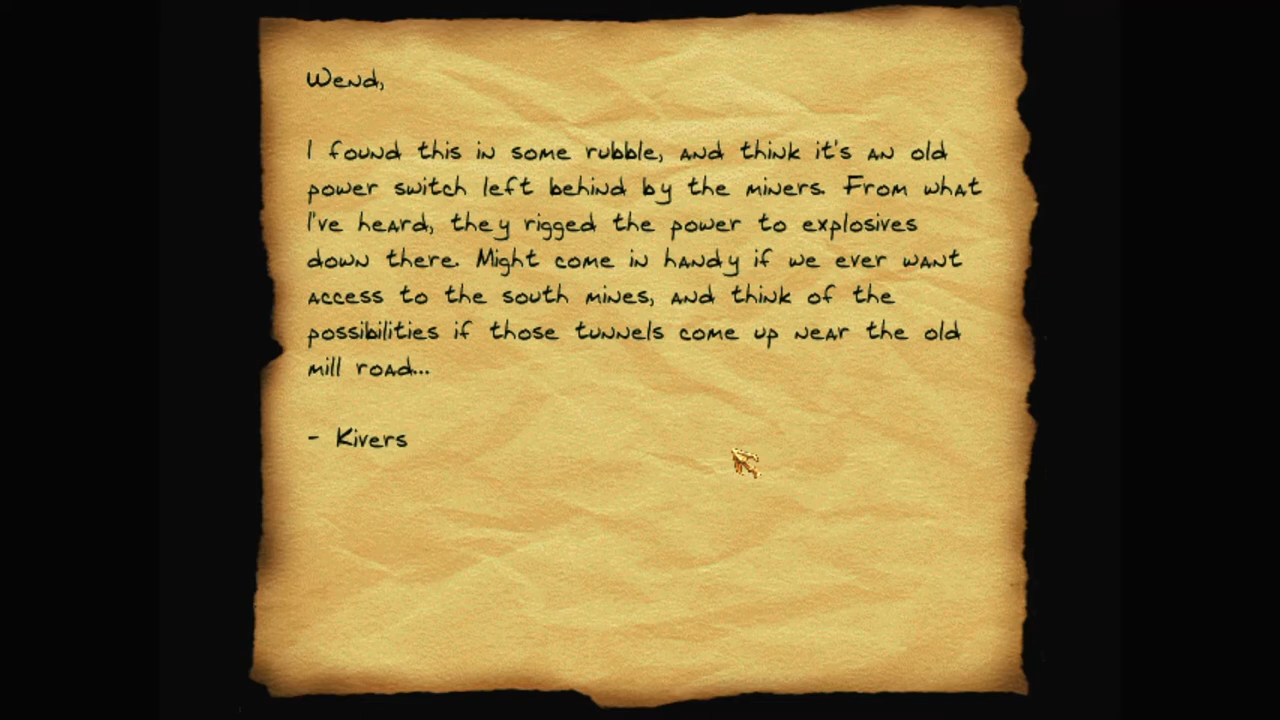 Wend,
I found this in some rubble, and think it's an old
power switch left behind by the miners. From what
I've heard, they rigged the power to explosives
down there. Might come in handy if we ever want
access to the south mines, and think of the
possibilities if those tunnels come up near the old
mill road...
- Kivers